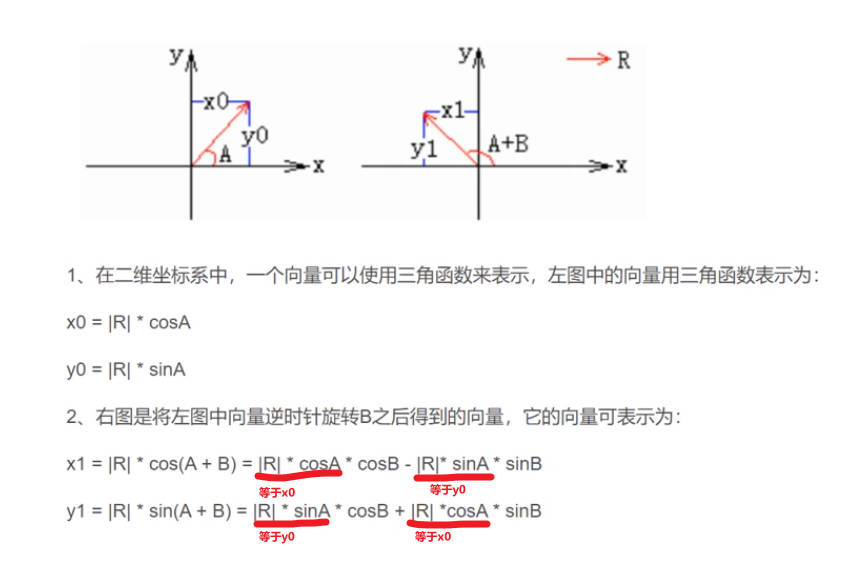 y
x0
y0
A
x
y
x1
y1
A+B
x
R
1、在二维坐标系中，一个向量可以使用三角函数来表示，左图中的向量用三角函数表示为：
x0 = |R| * cosA
y0 = |R| * sinA
2、右图是将左图中向量逆时针旋转B之后得到的向量，它的向量可表示为：
x1 = |R| * cos(A + B) = |R| * cosA * cosB - |R|* sinA * sinB
等于x0 等于y0
y1 = |R| * sin(A + B) = |R| * sinA * cosB + |R| *cosA * sinB
等于y0 等于x0